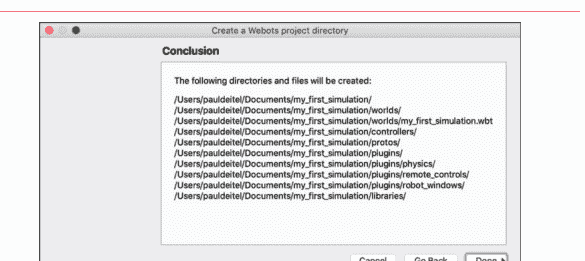 Create a Webots project directory
Conclusion
The following directories and files will be created:
/Users/pauldeitel/Documents/my_first_simulation/
/Users/pauldeitel/Documents/my_first_simulation/worlds/
/Users/pauldeitel/Documents/my_first_simulation/worlds/my_first_simulation.wbt
/Users/pauldeitel/Documents/my_first_simulation/controllers/
/Users/pauldeitel/Documents/my_first_simulation/protos/
/Users/pauldeitel/Documents/my_first_simulation/plugins/
/Users/pauldeitel/Documents/my_first_simulation/plugins/physics/
/Users/pauldeitel/Documents/my_first_simulation/plugins/remote_controls/
/Users/pauldeitel/Documents/my_first_simulation/plugins/robot_windows/
/Users/pauldeitel/Documents/my_first_simulation/libraries/
Cancel Go Back Done